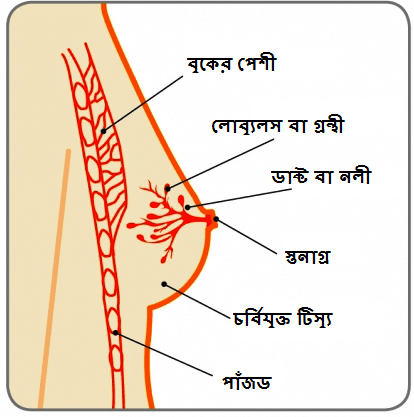 বুকের পেশী
লোব্যুলস বা গ্রন্থী
ডাক্ট বা নলী
স্তনাগ্র
চর্বিযুক্ত টিস্যু
পাঁজড